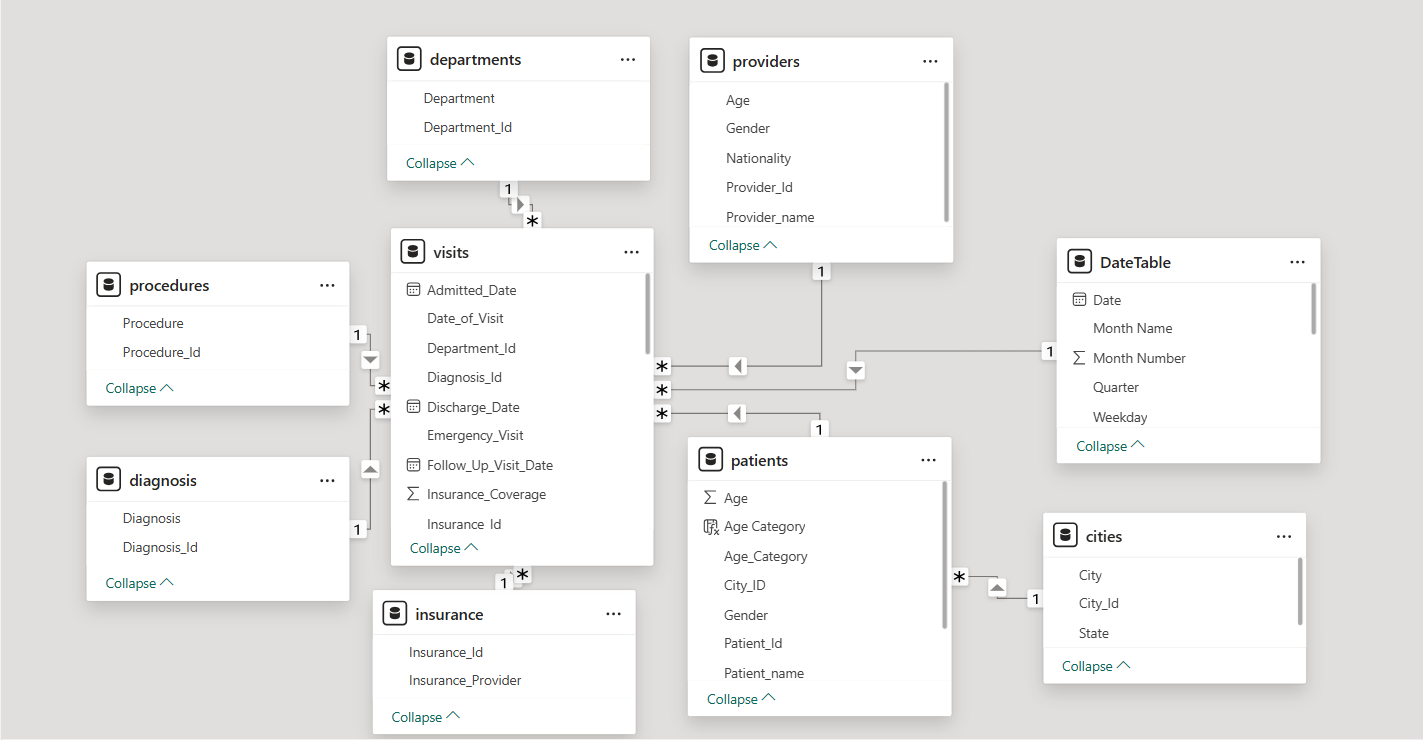 departments
Department
Department_Id
Collapse
1
*
providers
Age
Gender
Nationality
Provider_Id
Provider_name
Collapse
1
*
visits
Admitted_Date
Date_of_Visit
Department_Id
Diagnosis_Id
Discharge_Date
Emergency_Visit
Follow_Up_Visit_Date
Insurance_Coverage
Insurance_Id
Collapse
procedures
Procedure
Procedure_Id
Collapse
1
*
diagnosis
Diagnosis
Diagnosis_Id
Collapse
1
*
insurance
Insurance_Id
Insurance_Provider
Collapse
1
*
DateTable
Date
Month Name
Month Number
Quarter
Weekday
Collapse
1
*
patients
Age
Age Category
Age_Category
City_ID
Gender
Patient_Id
Patient_name
Collapse
1
*
cities
City
City_Id
State
Collapse
1
*